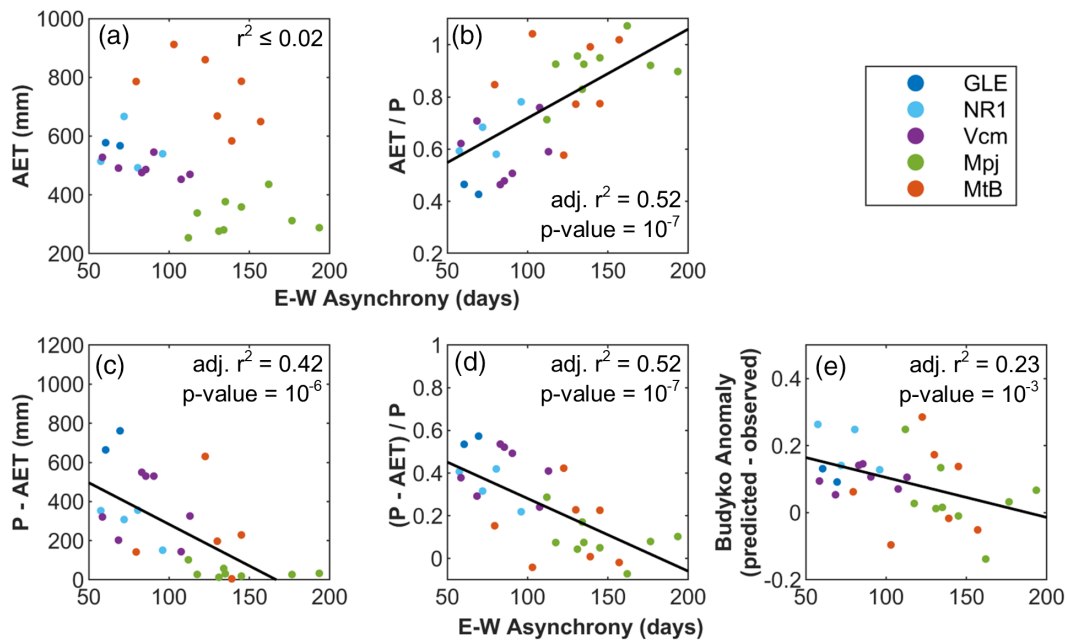 (a)
r² ≤ 0.02
AET (mm)
1000
800
600
400
200
50
100
150
200
(b)
AET / P
1
0.8
0.6
0.4
0.2
adj. r² = 0.52
p-value = 10⁻⁷
50
100
150
200
E-W Asynchrony (days)
GLE
NR1
Vcm
Mpj
MtB
(c)
adj. r² = 0.42
p-value = 10⁻⁶
P - AET (mm)
1200
1000
800
600
400
200
0
50
100
150
200
(d)
adj. r² = 0.52
p-value = 10⁻⁷
(P - AET) / P
1
0.8
0.6
0.4
0.2
0
50
100
150
200
E-W Asynchrony (days)
(e)
adj. r² = 0.23
p-value = 10⁻³
Budyko Anomaly
(predicted - observed)
0.4
0.2
0
-0.2
50
100
150
200